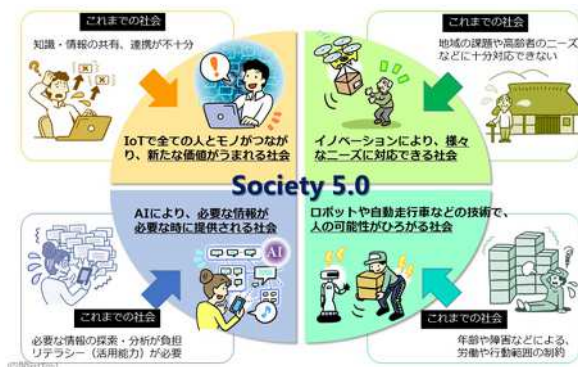 これまでの社会
知識・情報の共有、連携が不十分
IoTで全ての人とモノがつなが
り、新たな価値がうまれる社会
これまでの社会
地域の課題や高齢者のニーズ
などに十分対応できない
イノベーションにより、様々
なニーズに対応できる社会
Society 5.0
AIにより、必要な情報が
必要な時に提供される社会
AI
これまでの社会
必要な情報の探索・分析が負担
リテラシー（活用能力）が必要
ロボットや自動走行車などの技術で、
人の可能性がひろがる社会
これまでの社会
年齢や障害などによる、
労働や行動範囲の制約